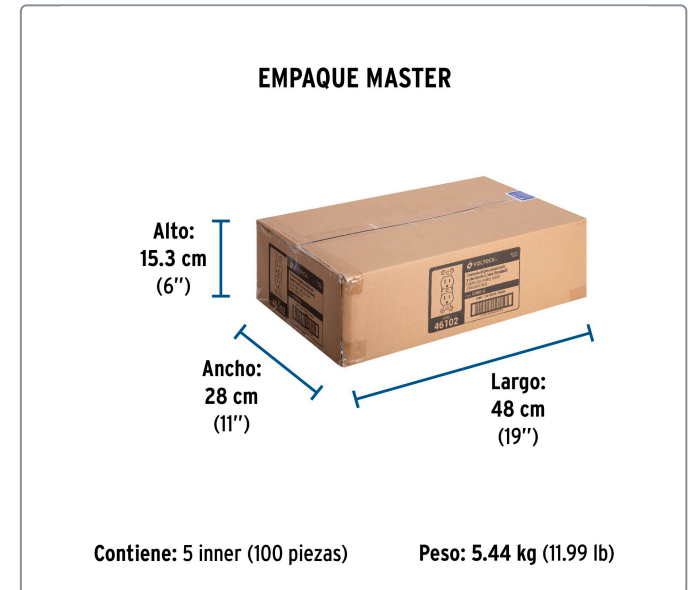 EMPAQUE MASTER
Alto:
15.3 cm
(6’’)
VOLTECK
46102
Ancho:
28 cm
(11’’)
Largo:
48 cm
(19’’)
Contiene: 5 inner (100 piezas)
Peso: 5.44 kg (11.99 lb)